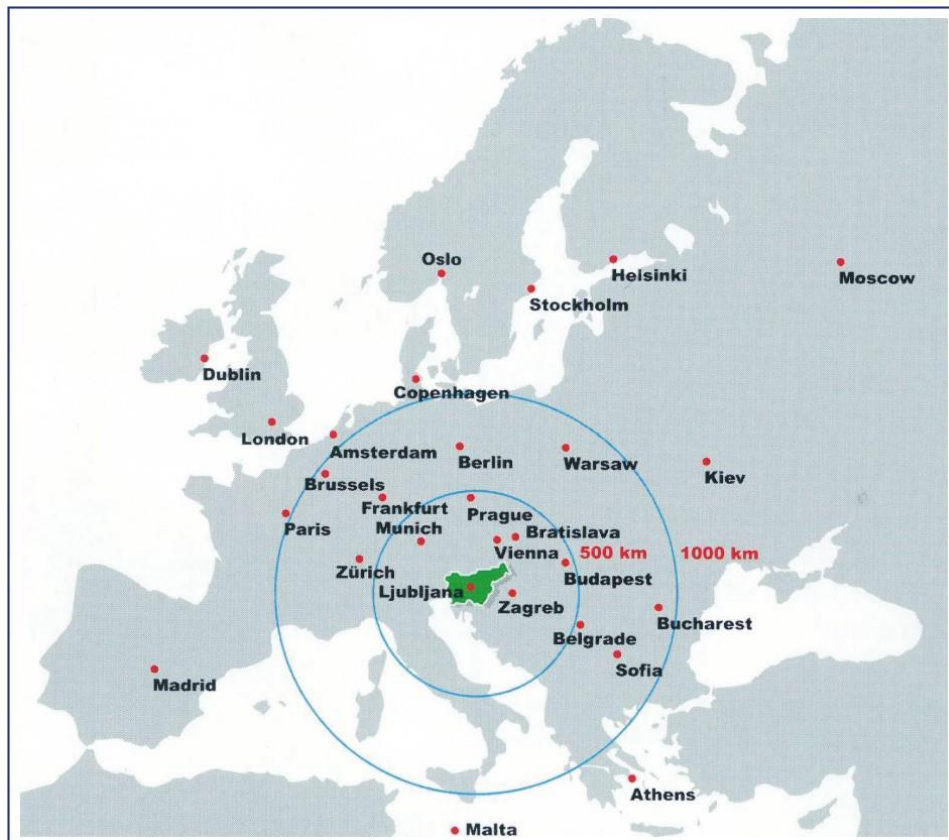 Oslo
Helsinki
Moscow
Stockholm
Dublin
Copenhagen
London
Amsterdam
Berlin
Warsaw
Kiev
Brussels
Frankfurt
Prague
Paris
Munich
Bratislava
Vienna
500 km
1000 km
Zürich
Budapest
Ljubljana
Zagreb
Bucharest
Belgrade
Sofia
Madrid
Athens
Malta